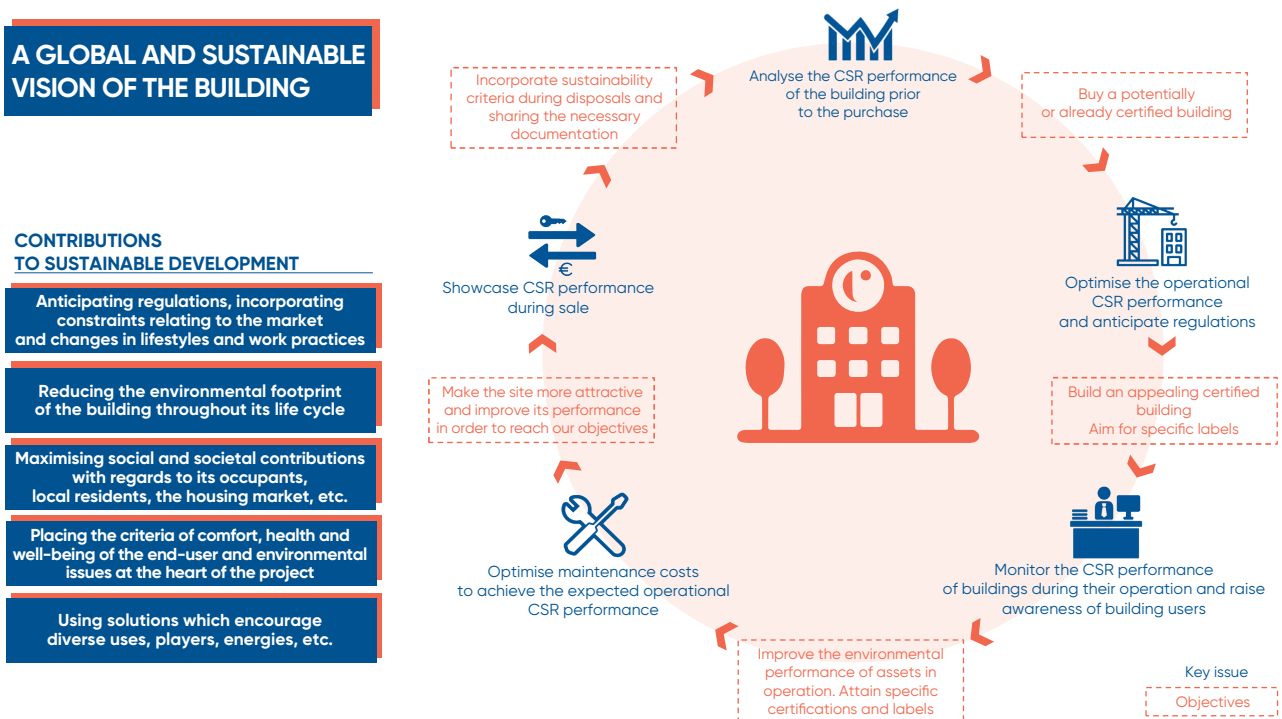 A GLOBAL AND SUSTAINABLE
VISION OF THE BUILDING
CONTRIBUTIONS
TO SUSTAINABLE DEVELOPMENT
Anticipating regulations, incorporating
constraints relating to the market
and changes in lifestyles and work practices
Reducing the environmental footprint
of the building throughout its life cycle
Maximising social and societal contributions
with regards to its occupants,
local residents, the housing market, etc.
Placing the criteria of comfort, health and
well-being of the end-user and environmental
issues at the heart of the project
Using solutions which encourage
diverse uses, players, energies, etc.
Analyse the CSR performance
of the building prior
to the purchase
Buy a potentially
or already certified building
Optimise the operational
CSR performance
and anticipate regulations
Build an appealing certified
building
Aim for specific labels
Monitor the CSR performance
of buildings during their operation and raise
awareness of building users
Improve the environmental
performance of assets in
operation. Attain specific
certifications and labels
Optimise maintenance costs
to achieve the expected operational
CSR performance
Make the site more attractive
and improve its performance
in order to reach our objectives
€
Showcase CSR performance
during sale
Incorporate sustainability
criteria during disposals and
sharing the necessary
documentation
Key issue
Objectives